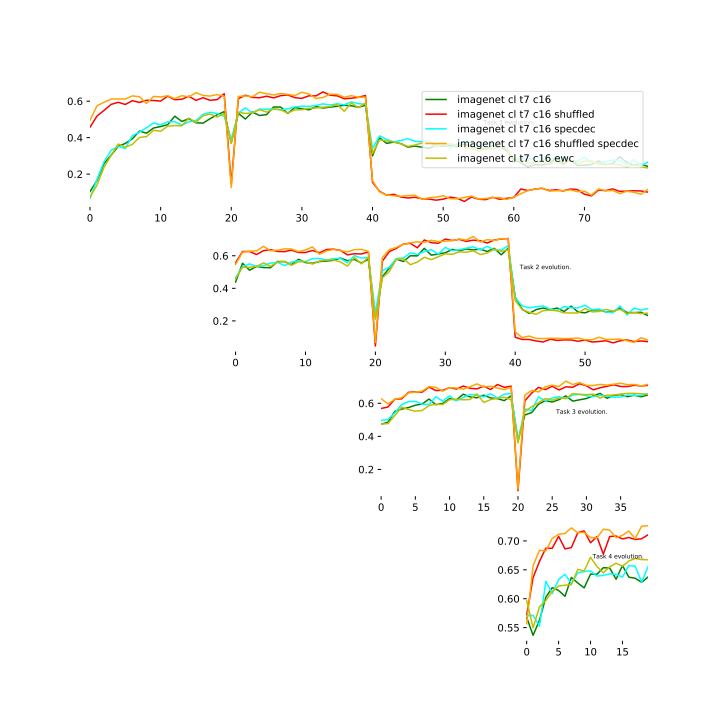 0.6
0.4
0.2
0 10 20 30 40 50 60 70
imagenet cl t7 c16
imagenet cl t7 c16 shuffled
imagenet cl t7 c16 specdec
imagenet cl t7 c16 shuffled specdec
imagenet cl t7 c16 ewc
0.6
0.4
0.2
0 10 20 30 40 50
Task 2 evolution.
0.6
0.4
0.2
0 5 10 15 20 25 30 35
Task 3 evolution.
0.70
0.65
0.60
0.55
0 5 10 15
Task 4 evolution.